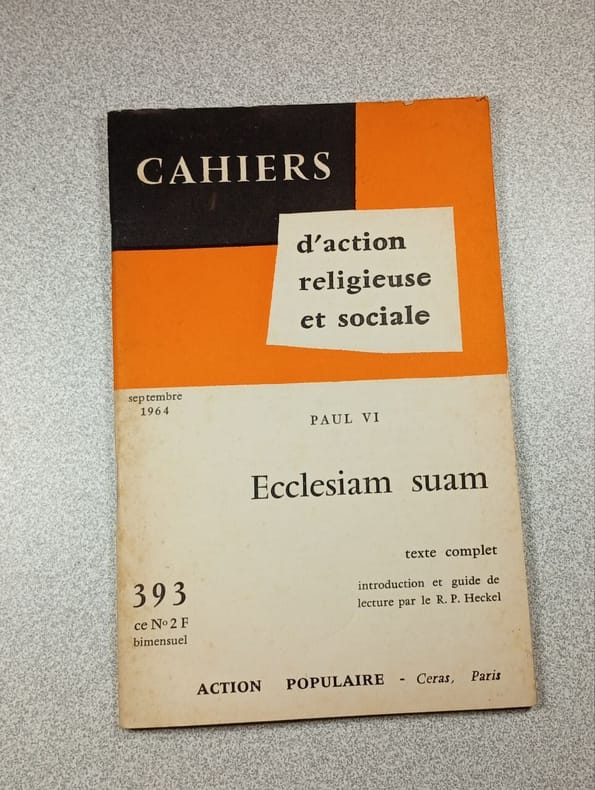 CAHIERS
d'action
religieuse
et sociale
septembre
1964
PAUL VI
Ecclesiam suam
texte complet
introduction et guide de
lecture par le R. P. Heckel
393
ce Nº 2 F
bimensuel
ACTION POPULAIRE - Ceras, Paris